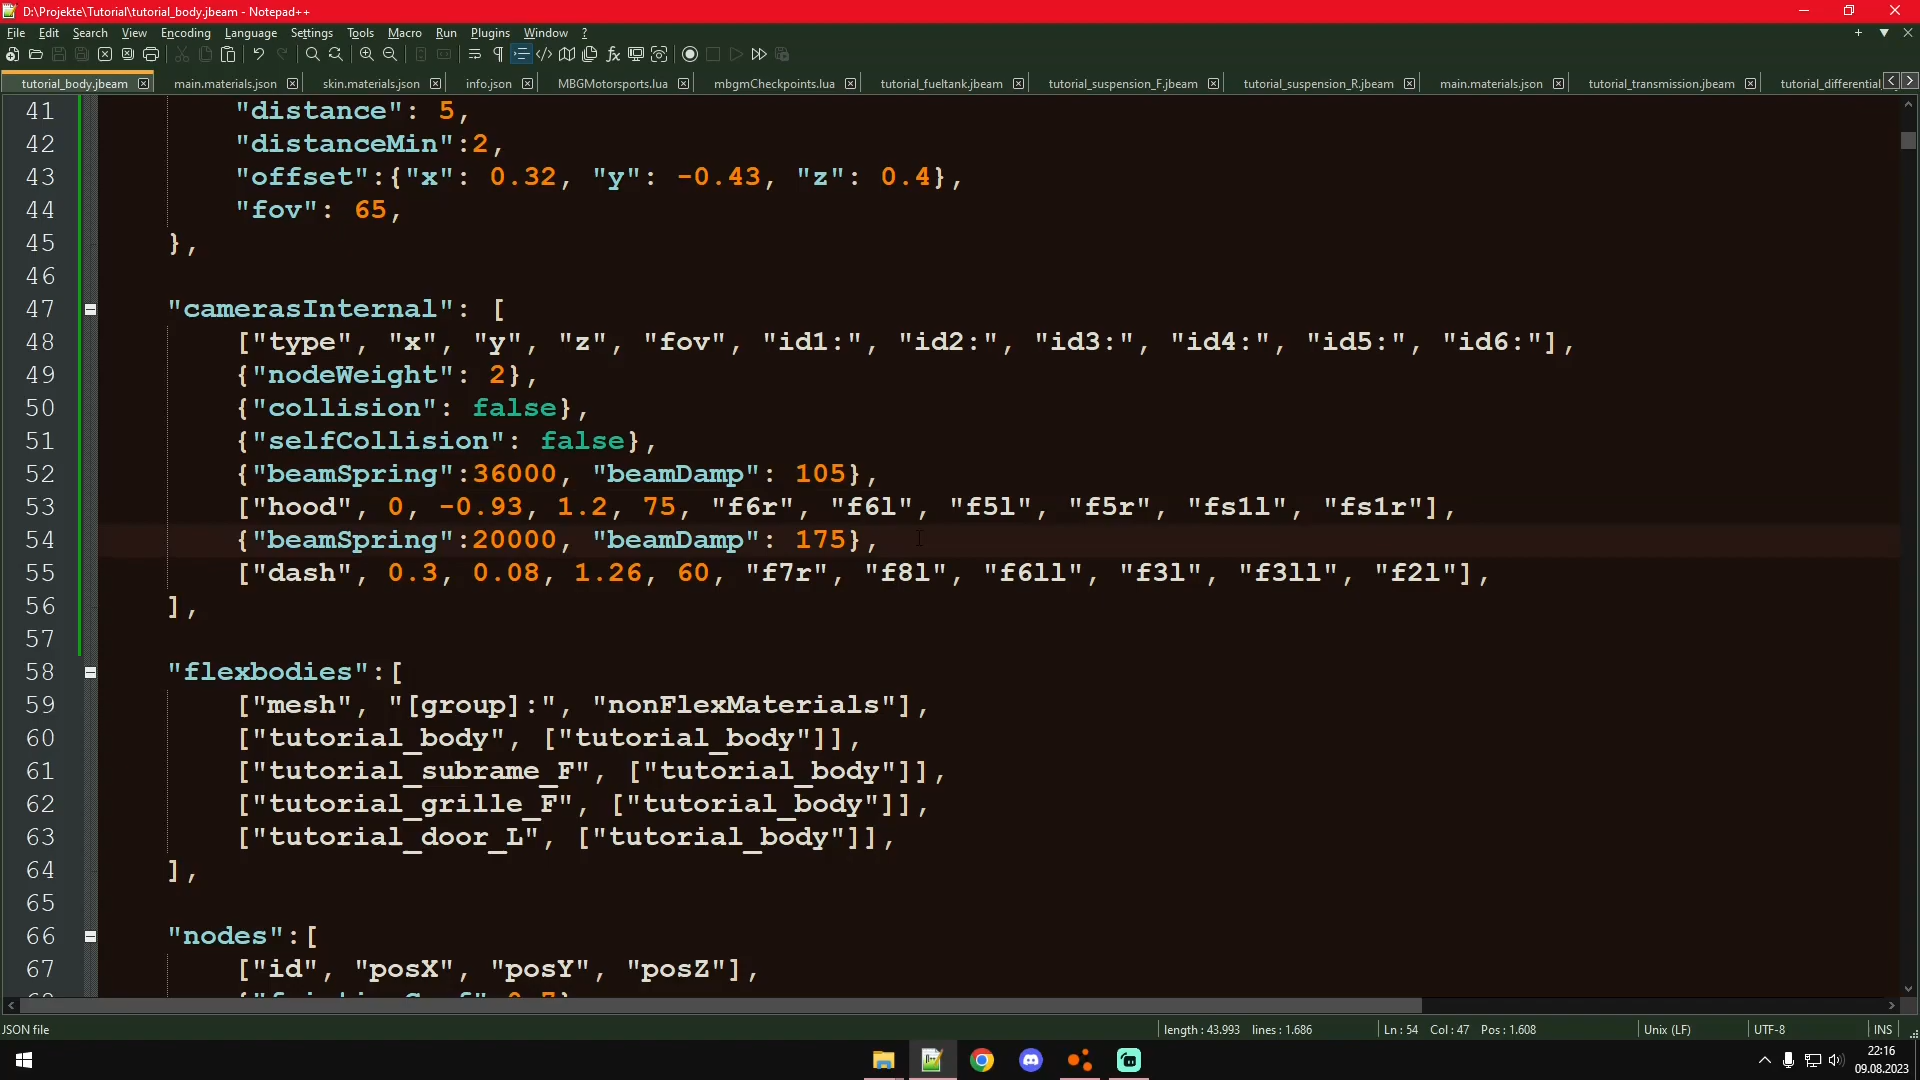 D:\Projekte\Tutorial\tutorial_body.jbeam - Notepad++
File Edit Search View Encoding Language Settings Tools Macro Run Plugins Window ?
tutorial_body.jbeam main.materials.json skin.materials.json info.json MBGMotorsports.lua mbgmCheckpoints.lua tutorial_fueltank.jbeam tutorial_suspension_F.jbeam tutorial_suspension_R.jbeam main.materials.json tutorial_transmission.jbeam tutorial_differential
41 "distance": 5,
42 "distanceMin":2,
43 "offset":{"x": 0.32, "y": -0.43, "z": 0.4},
44 "fov": 65,
45 },
46
47 "camerasInternal": [
48 ["type", "x", "y", "z", "fov", "id1:", "id2:", "id3:", "id4:", "id5:", "id6:"],
49 {"nodeWeight": 2},
50 {"collision": false},
51 {"selfCollision": false},
52 {"beamSpring":36000, "beamDamp": 105},
53 ["hood", 0, -0.93, 1.2, 75, "f6r", "f6l", "f5l", "f5r", "fs1l", "fs1r"],
54 {"beamSpring":20000, "beamDamp": 175},
55 ["dash", 0.3, 0.08, 1.26, 60, "f7r", "f8l", "f6ll", "f3l", "f3ll", "f2l"],
56 ],
57
58 "flexbodies":[
59 ["mesh", "[group]:", "nonFlexMaterials"],
60 ["tutorial_body", ["tutorial_body"]],
61 ["tutorial_subrame_F", ["tutorial_body"]],
62 ["tutorial_grille_F", ["tutorial_body"]],
63 ["tutorial_door_L", ["tutorial_body"]],
64 ],
65
66 "nodes":[
67 ["id", "posX", "posY", "posZ"],
JSON file length : 43.993 lines : 1.686 Ln : 54 Col : 47 Pos : 1.608 Unix (LF) UTF-8 INS
22:16
09.08.2023